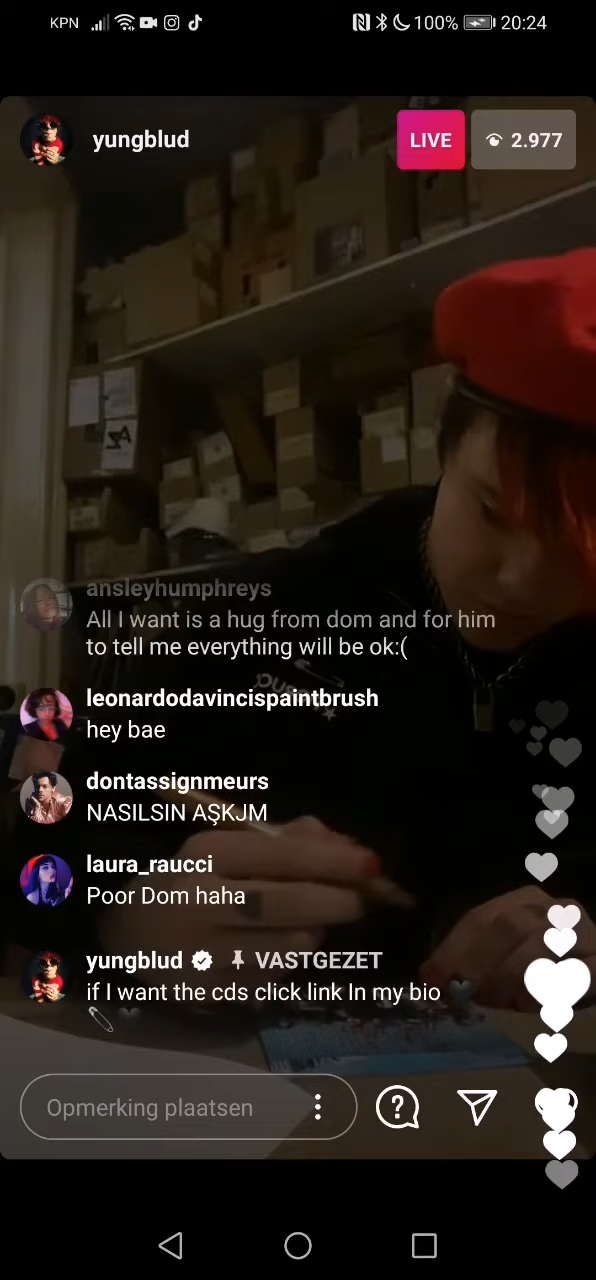 KPN 100% 20:24
yungblud LIVE 2.977
ansleyhumphreys
All I want is a hug from dom and for him
to tell me everything will be ok:(
leonardodavincispaintbrush
hey bae
dontassignmeurs
NASILSIN AŞKJM
laura_raucci
Poor Dom haha
yungblud VASTGEZET
if I want the cds click link In my bio
Opmerking plaatsen